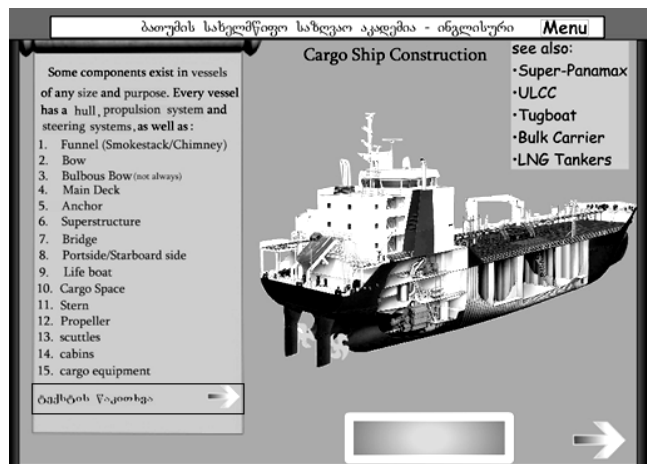 ბათუმის სახელმწიფო საზღვაო აკადემია - ინგლისური Menu
Cargo Ship Construction
see also:
·Super-Panamax
·ULCC
·Tugboat
·Bulk Carrier
·LNG Tankers
Some components exist in vessels
of any size and purpose. Every vessel
has a hull, propulsion system and
steering systems, as well as :
1. Funnel (Smokestack/Chimney)
2. Bow
3. Bulbous Bow (not always)
4. Main Deck
5. Anchor
6. Superstructure
7. Bridge
8. Portside/Starboard side
9. Life boat
10. Cargo Space
11. Stern
12. Propeller
13. scuttles
14. cabins
15. cargo equipment
ტექსტის წაკითხვა